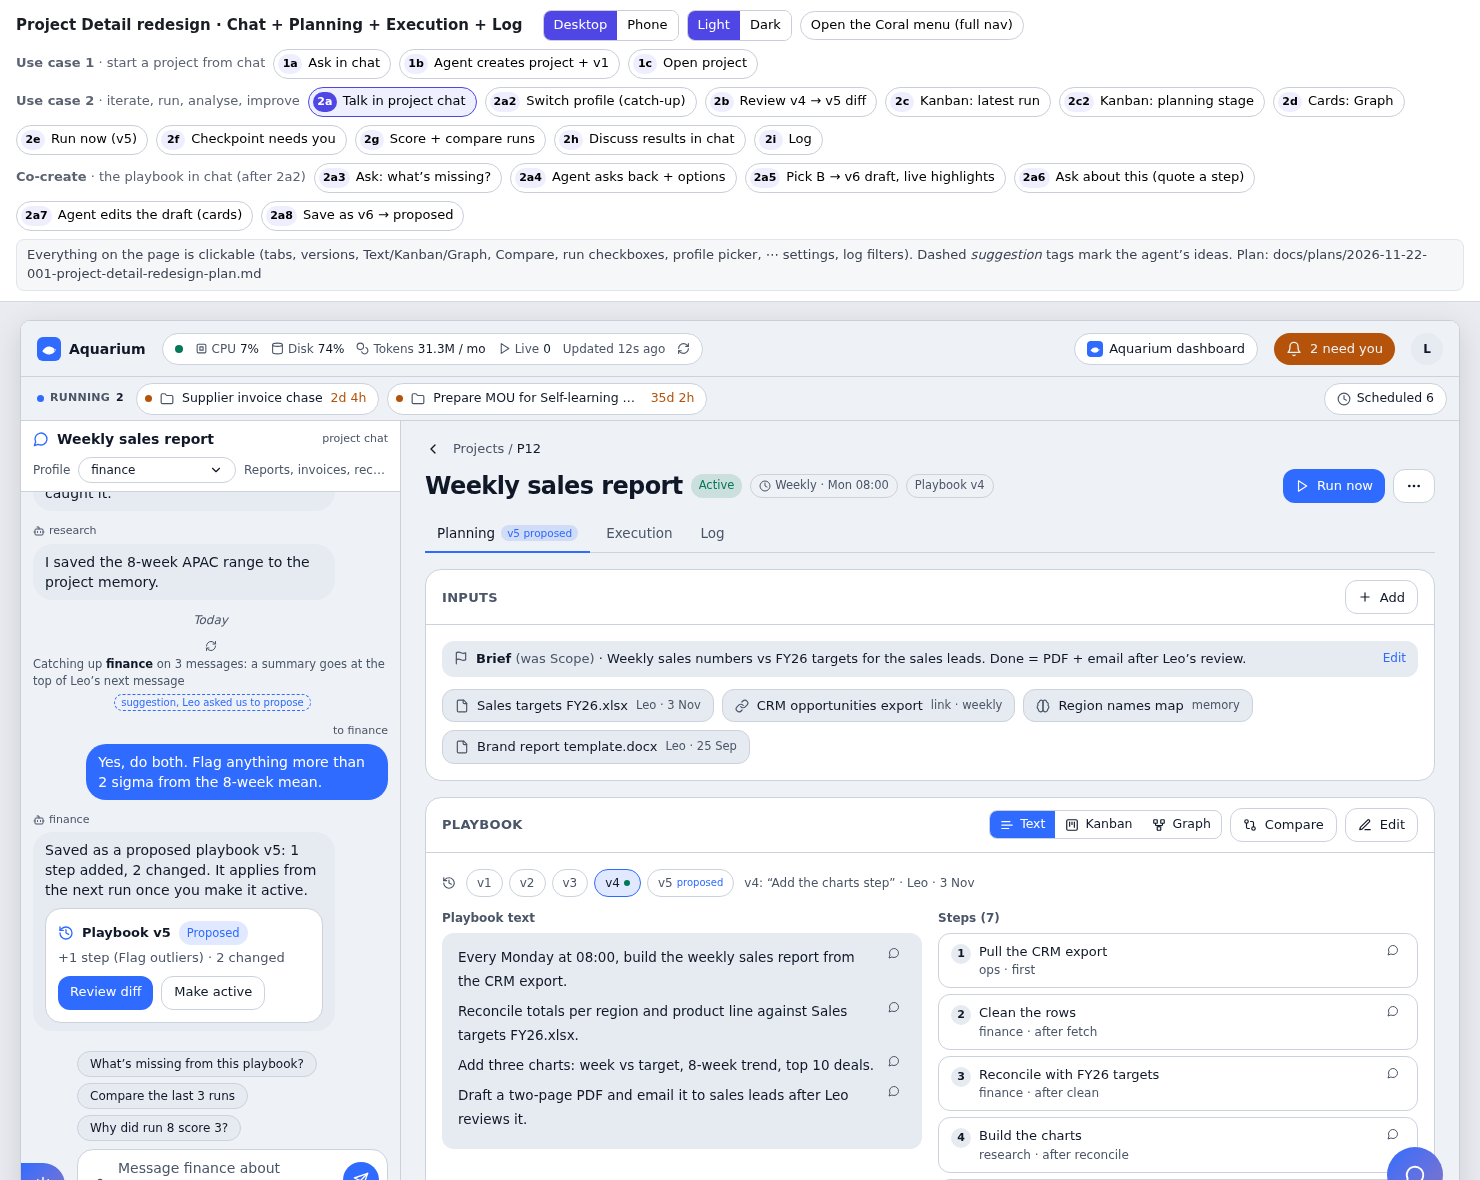 Project Detail redesign · Chat + Planning + Execution + Log
Desktop Phone Light Dark Open the Coral menu (full nav)
Use case 1 · start a project from chat 1a Ask in chat 1b Agent creates project + v1 1c Open project
Use case 2 · iterate, run, analyse, improve 2a Talk in project chat 2a2 Switch profile (catch-up) 2b Review v4 → v5 diff 2c Kanban: latest run 2c2 Kanban: planning stage 2d Cards: Graph
2e Run now (v5) 2f Checkpoint needs you 2g Score + compare runs 2h Discuss results in chat 2i Log
Co-create · the playbook in chat (after 2a2) 2a3 Ask: what’s missing? 2a4 Agent asks back + options 2a5 Pick B → v6 draft, live highlights 2a6 Ask about this (quote a step)
2a7 Agent edits the draft (cards) 2a8 Save as v6 → proposed
Everything on the page is clickable (tabs, versions, Text/Kanban/Graph, Compare, run checkboxes, profile picker, ··· settings, log filters). Dashed suggestion tags mark the agent’s ideas. Plan: docs/plans/2026-11-22-
001-project-detail-redesign-plan.md
Aquarium CPU 7% Disk 74% Tokens 31.3M / mo Live 0 Updated 12s ago Aquarium dashboard 2 need you L
RUNNING 2 Supplier invoice chase 2d 4h Prepare MOU for Self-learning … 35d 2h Scheduled 6
Weekly sales report project chat
Profile finance Reports, invoices, rec…
caught it.
research
I saved the 8-week APAC range to the
project memory.
Today
Catching up finance on 3 messages: a summary goes at the
top of Leo’s next message
suggestion, Leo asked us to propose
to finance
Yes, do both. Flag anything more than
2 sigma from the 8-week mean.
finance
Saved as a proposed playbook v5: 1
step added, 2 changed. It applies from
the next run once you make it active.
Playbook v5 Proposed
+1 step (Flag outliers) · 2 changed
Review diff Make active
What’s missing from this playbook?
Compare the last 3 runs
Why did run 8 score 3?
Message finance about
Projects / P12
Weekly sales report Active Weekly · Mon 08:00 Playbook v4 Run now ···
Planning v5 proposed Execution Log
INPUTS Add
Brief (was Scope) · Weekly sales numbers vs FY26 targets for the sales leads. Done = PDF + email after Leo’s review. Edit
Sales targets FY26.xlsx Leo · 3 Nov CRM opportunities export link · weekly Region names map memory
Brand report template.docx Leo · 25 Sep
PLAYBOOK Text Kanban Graph Compare Edit
v1 v2 v3 v4 v5 proposed v4: “Add the charts step” · Leo · 3 Nov
Playbook text
Every Monday at 08:00, build the weekly sales report from
the CRM export.
Reconcile totals per region and product line against Sales
targets FY26.xlsx.
Add three charts: week vs target, 8-week trend, top 10 deals.
Draft a two-page PDF and email it to sales leads after Leo
reviews it.
Steps (7)
1 Pull the CRM export
ops · first
2 Clean the rows
finance · after fetch
3 Reconcile with FY26 targets
finance · after clean
4 Build the charts
research · after reconcile